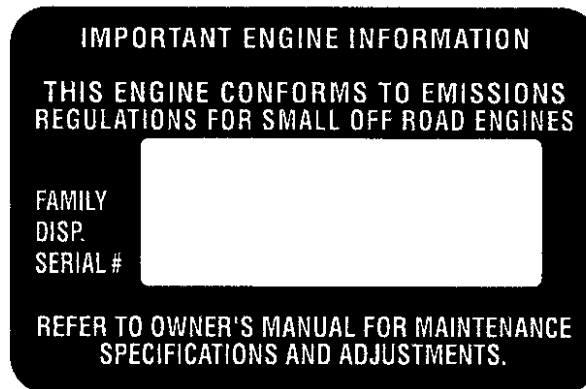 IMPORTANT ENGINE INFORMATION
THIS ENGINE CONFORMS TO EMISSIONS
REGULATIONS FOR SMALL OFF ROAD ENGINES
FAMILY
DISP.
SERIAL #
REFER TO OWNER'S MANUAL FOR MAINTENANCE
SPECIFICATIONS AND ADJUSTMENTS.